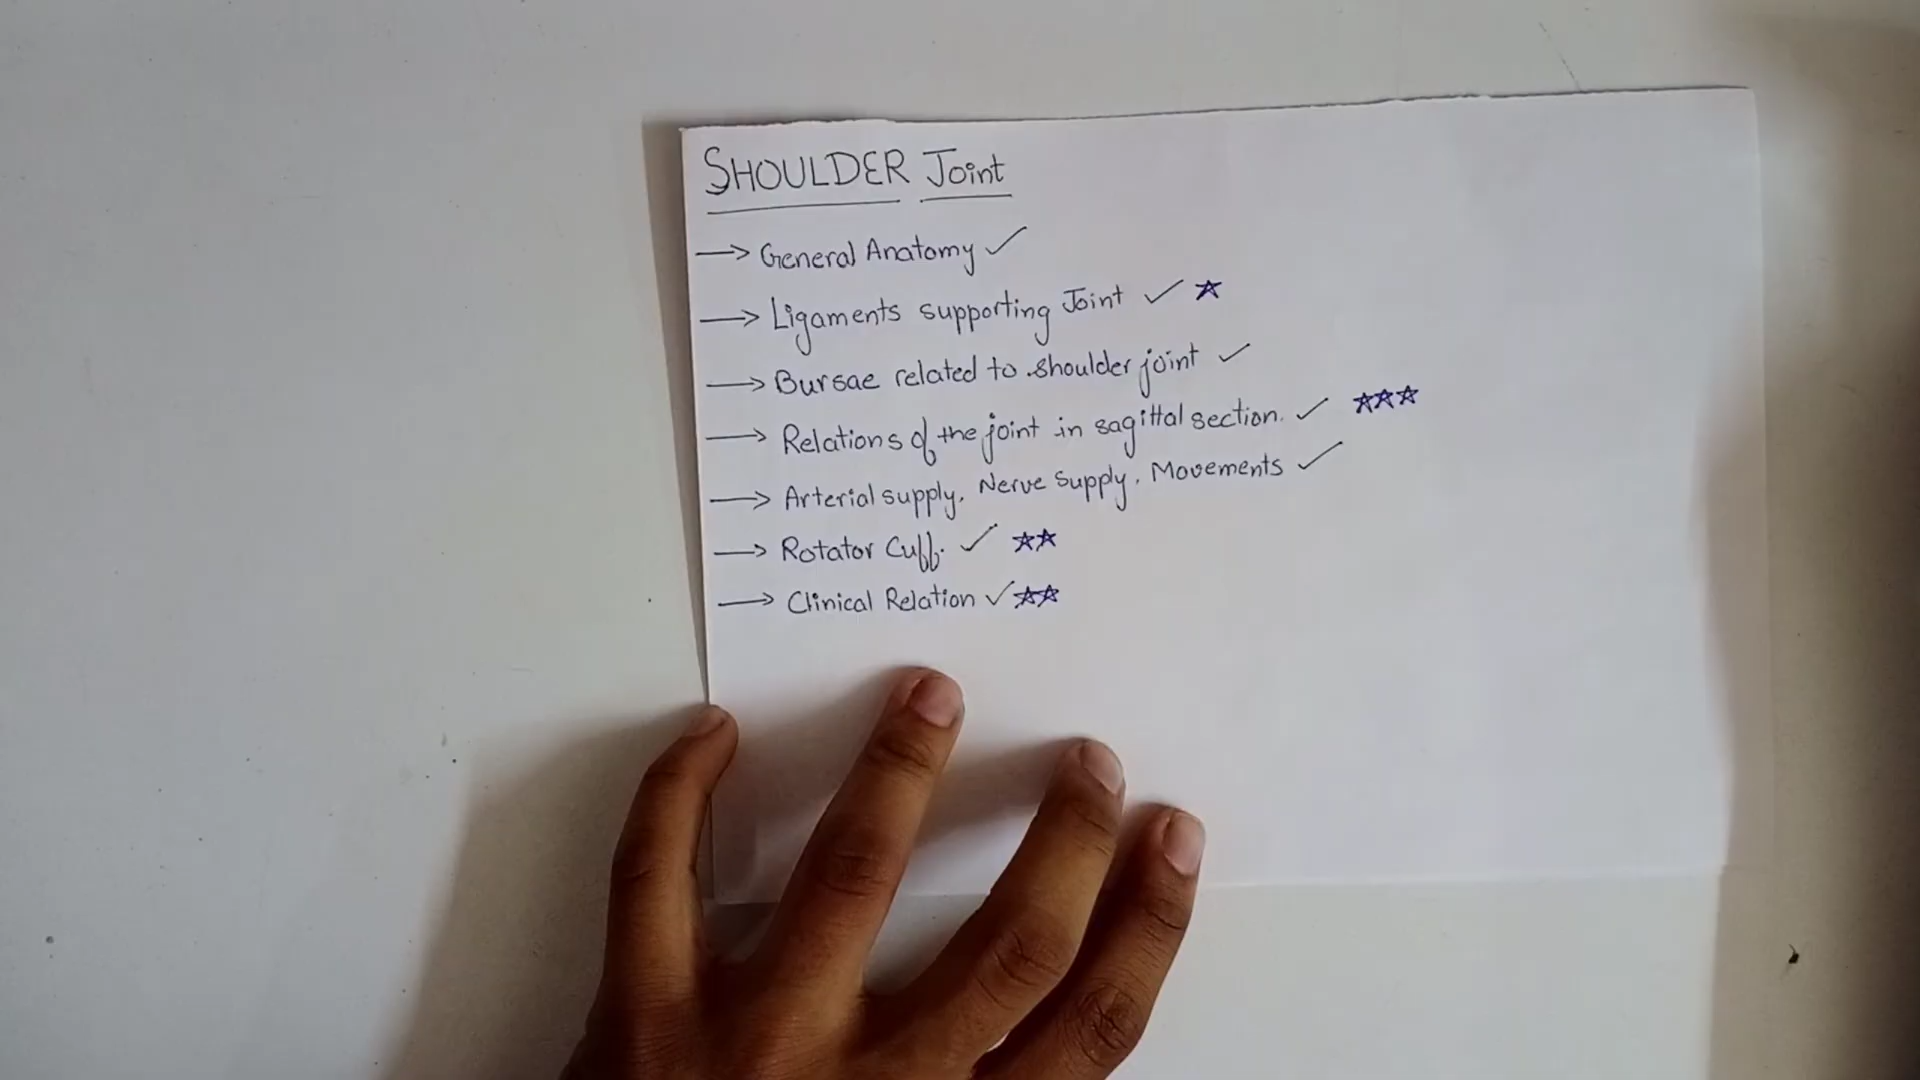 SHOULDER Joint
→ General Anatomy ✓
→ Ligaments supporting Joint ✓ ☆
→ Bursae related to shoulder joint ✓
→ Relations of the joint in sagittal section. ✓ ☆☆☆
→ Arterial supply, Nerve Supply, Movements ✓
→ Rotator Cuff. ✓ ☆☆
→ Clinical Relation ✓ ☆☆